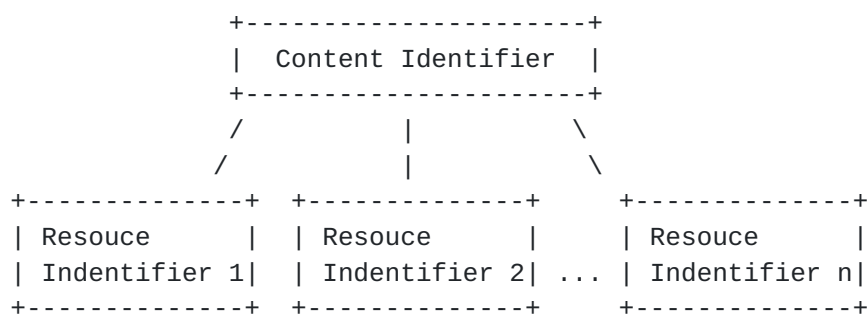 Content Identifier
Resouce Resouce Resouce
Indentifier 1 Indentifier 2 ... Indentifier n